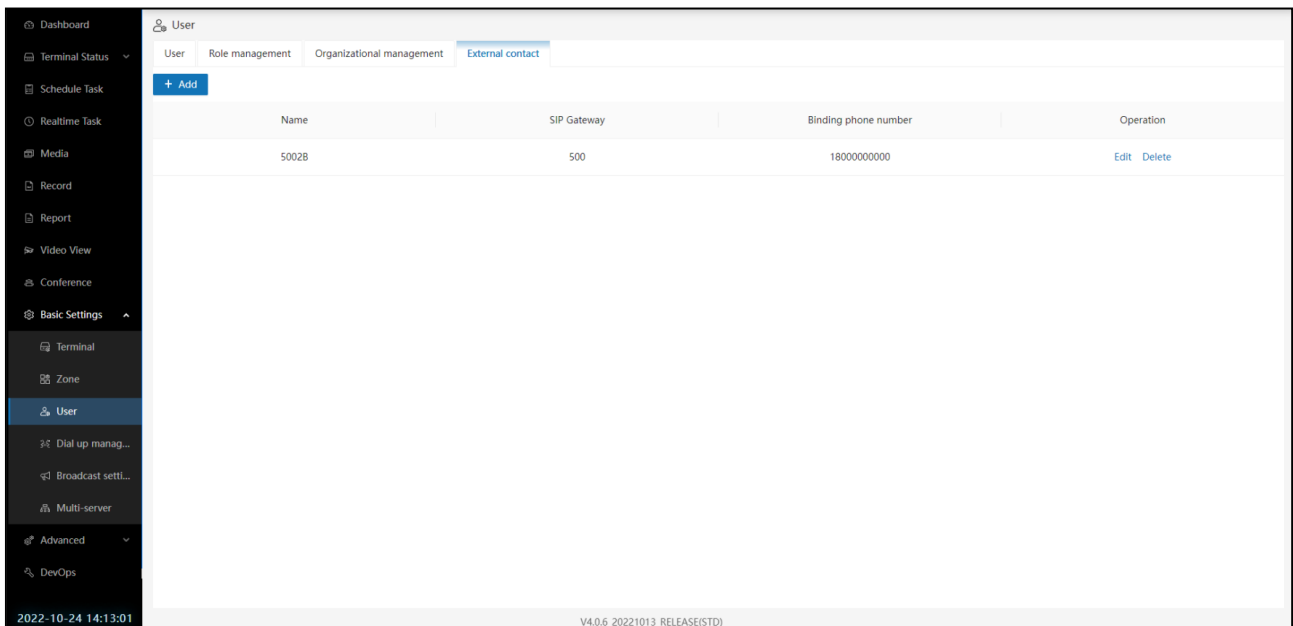 Dashboard
Terminal Status
Schedule Task
Realtime Task
Media
Record
Report
Video View
Conference
Basic Settings
Terminal
Zone
User
Dial up manag...
Broadcast setti...
Multi-server
Advanced
DevOps
2022-10-24 14:13:01
User
User Role management Organizational management External contact
+ Add
Name SIP Gateway Binding phone number Operation
5002B 500 18000000000 Edit Delete
V4.0.6_20221013_RELEASE(STD)